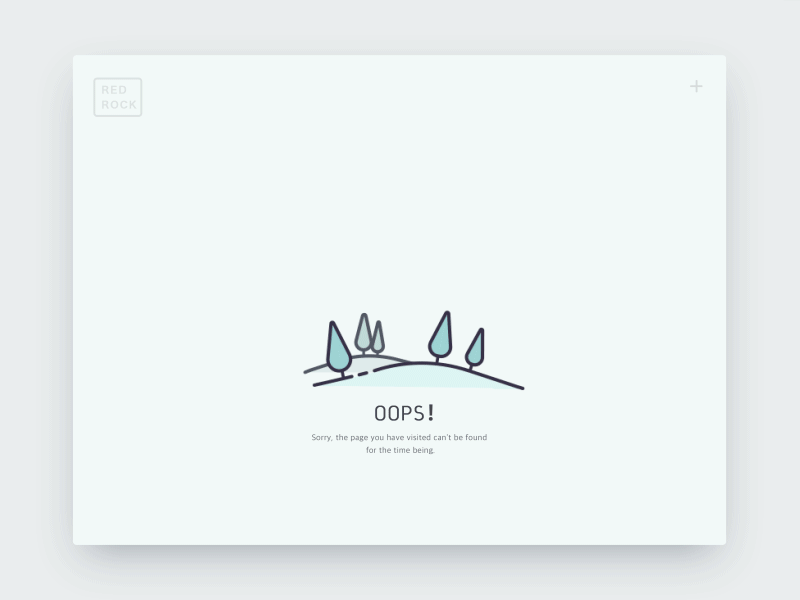 RED
ROCK
OOPS!
Sorry, the page you have visited can't be found
for the time being.